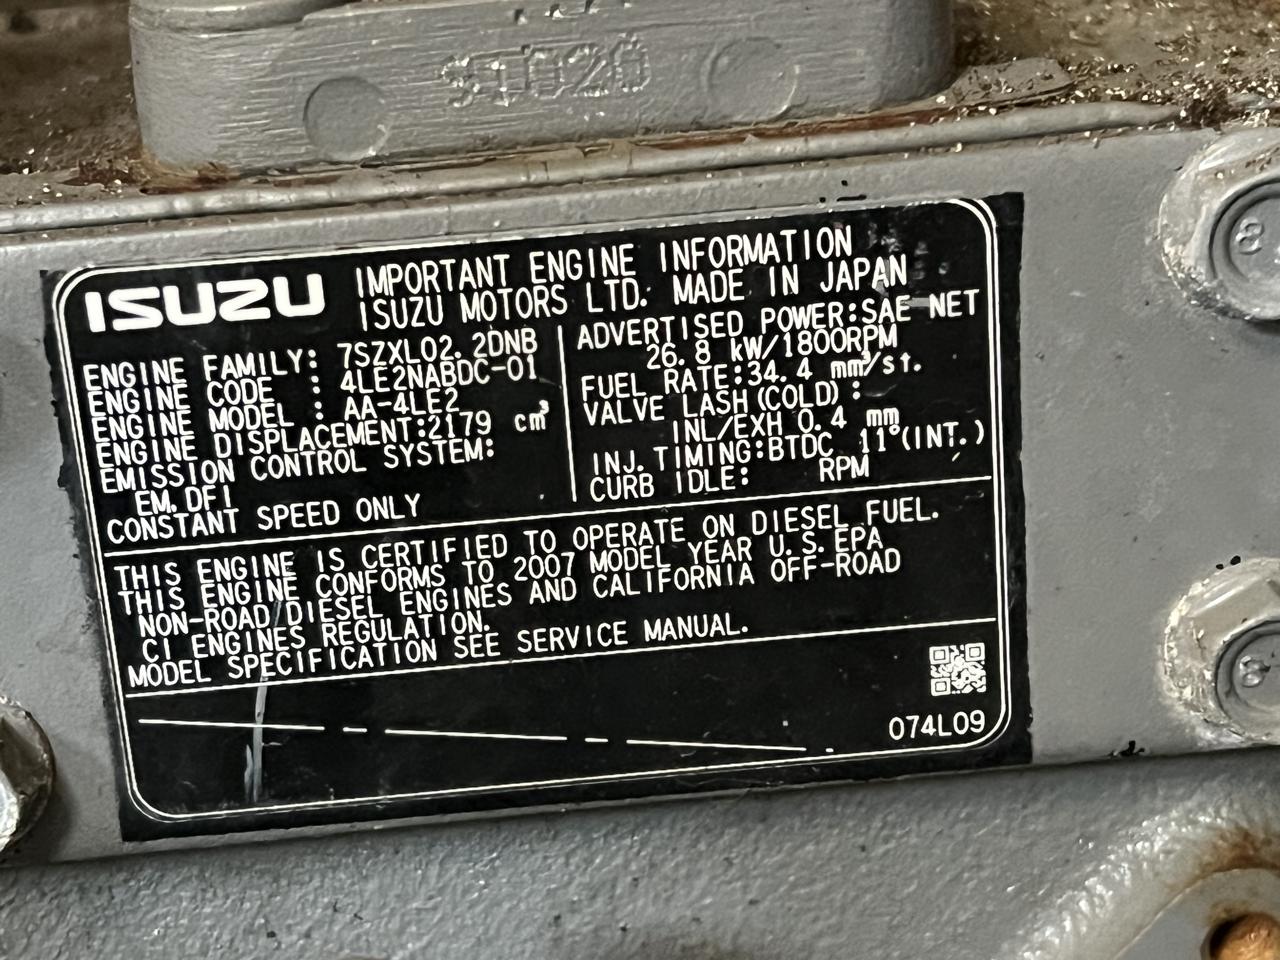 ISUZU
IMPORTANT ENGINE INFORMATION
ISUZU MOTORS LTD. MADE IN JAPAN
ENGINE FAMILY: 7SZXL02.2DNB
ENGINE CODE : 4LE2NABDC-01
ENGINE MODEL : AA-4LE2
ENGINE DISPLACEMENT:2179 cm³
EMISSION CONTROL SYSTEM:
EM,DFI
CONSTANT SPEED ONLY
ADVERTISED POWER:SAE NET
26.8 kW/1800RPM
FUEL RATE:34.4 mm³/st.
VALVE LASH(COLD):
INL/EXH 0.4 mm
INJ.TIMING:BTDC 11°(INT.)
CURB IDLE: RPM
THIS ENGINE IS CERTIFIED TO OPERATE ON DIESEL FUEL.
THIS ENGINE CONFORMS TO 2007 MODEL YEAR U.S.EPA
NON-ROAD DIESEL ENGINES AND CALIFORNIA OFF-ROAD
CI ENGINES REGULATION.
MODEL SPECIFICATION SEE SERVICE MANUAL.
074L09
8
8